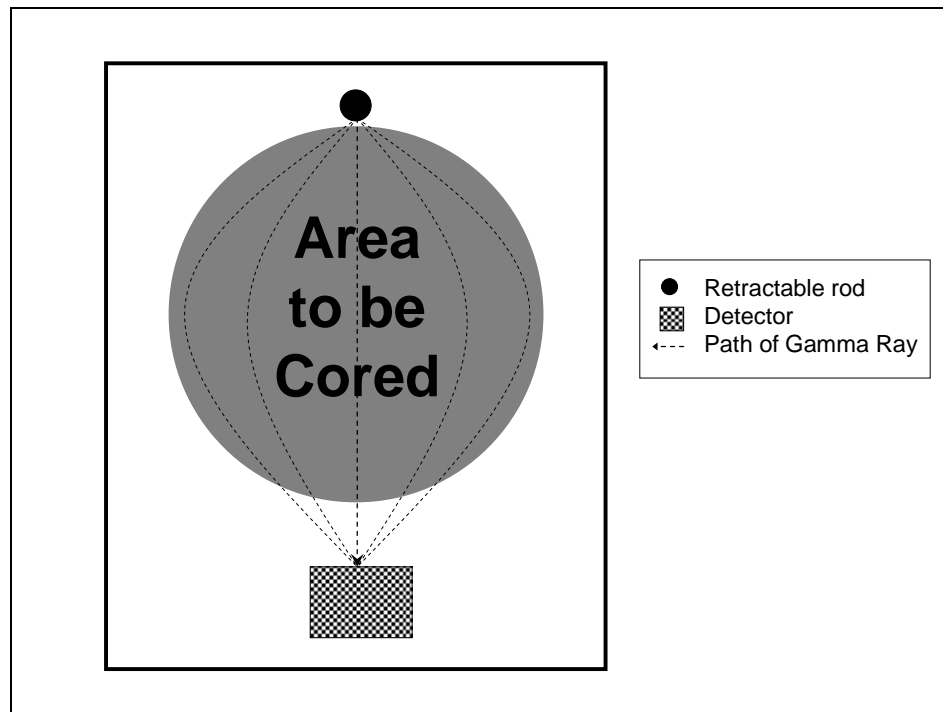 Area
to be
Cored
Retractable rod
Detector
Path of Gamma Ray